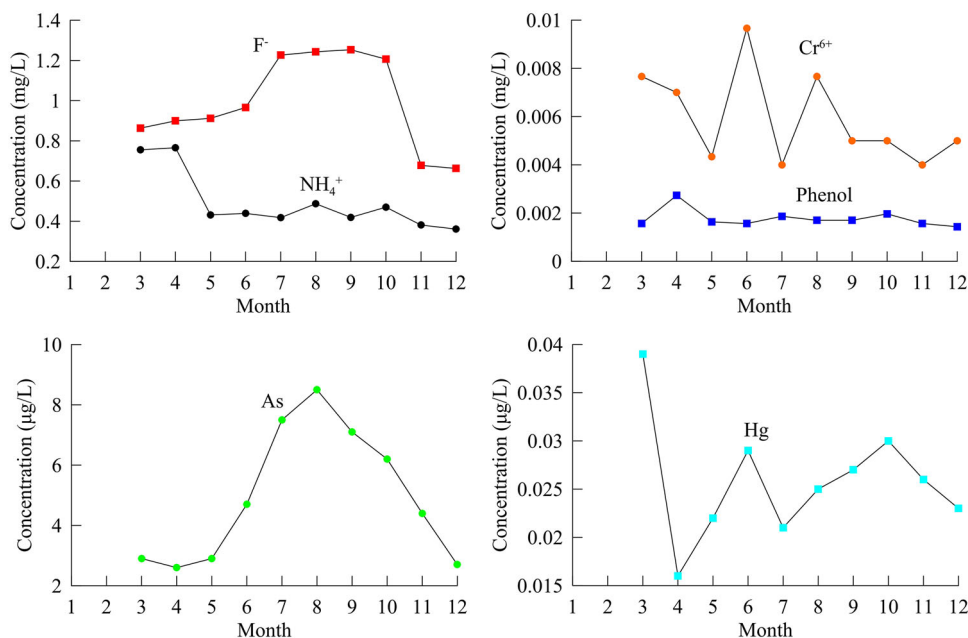 1.4
1.2
1
0.8
0.6
0.4
0.2
Concentration (mg/L)
F⁻
NH₄⁺
1 2 3 4 5 6 7 8 9 10 11 12
Month
0.01
0.008
0.006
0.004
0.002
0
Concentration (mg/L)
Cr⁶⁺
Phenol
1 2 3 4 5 6 7 8 9 10 11 12
Month
10
8
6
4
2
Concentration (μg/L)
As
1 2 3 4 5 6 7 8 9 10 11 12
Month
0.04
0.035
0.03
0.025
0.02
0.015
Concentration (μg/L)
Hg
1 2 3 4 5 6 7 8 9 10 11 12
Month